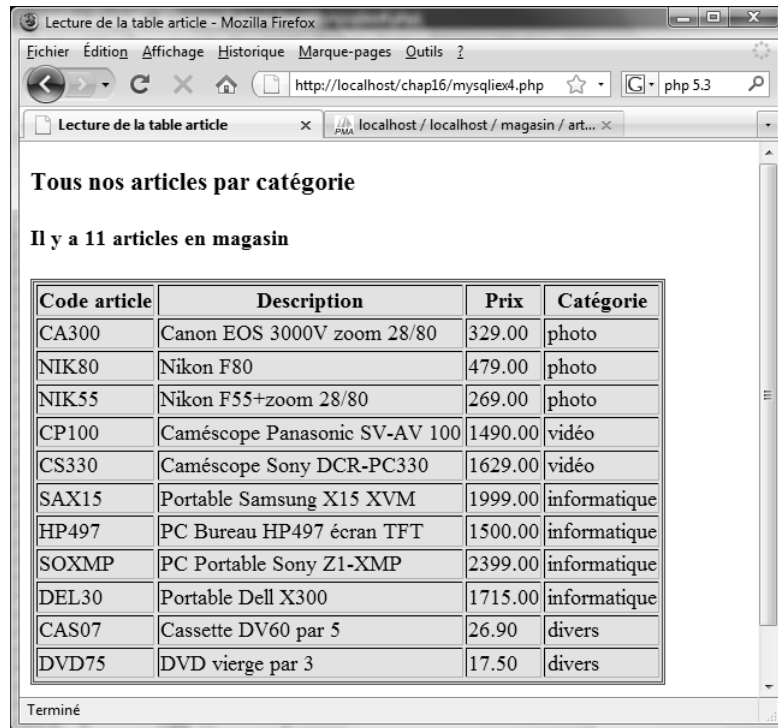 Lecture de la table article - Mozilla Firefox
Fichier Édition Affichage Historique Marque-pages Outils ?
http://localhost/chap16/mysqliex4.php G php 5.3
Lecture de la table article PMA localhost / localhost / magasin / art...
Tous nos articles par catégorie
Il y a 11 articles en magasin
Code article Description Prix Catégorie
CA300 Canon EOS 3000V zoom 28/80 329.00 photo
NIK80 Nikon F80 479.00 photo
NIK55 Nikon F55+zoom 28/80 269.00 photo
CP100 Caméscope Panasonic SV-AV 100 1490.00 vidéo
CS330 Caméscope Sony DCR-PC330 1629.00 vidéo
SAX15 Portable Samsung X15 XVM 1999.00 informatique
HP497 PC Bureau HP497 écran TFT 1500.00 informatique
SOXMP PC Portable Sony Z1-XMP 2399.00 informatique
DEL30 Portable Dell X300 1715.00 informatique
CAS07 Cassette DV60 par 5 26.90 divers
DVD75 DVD vierge par 3 17.50 divers
Terminé